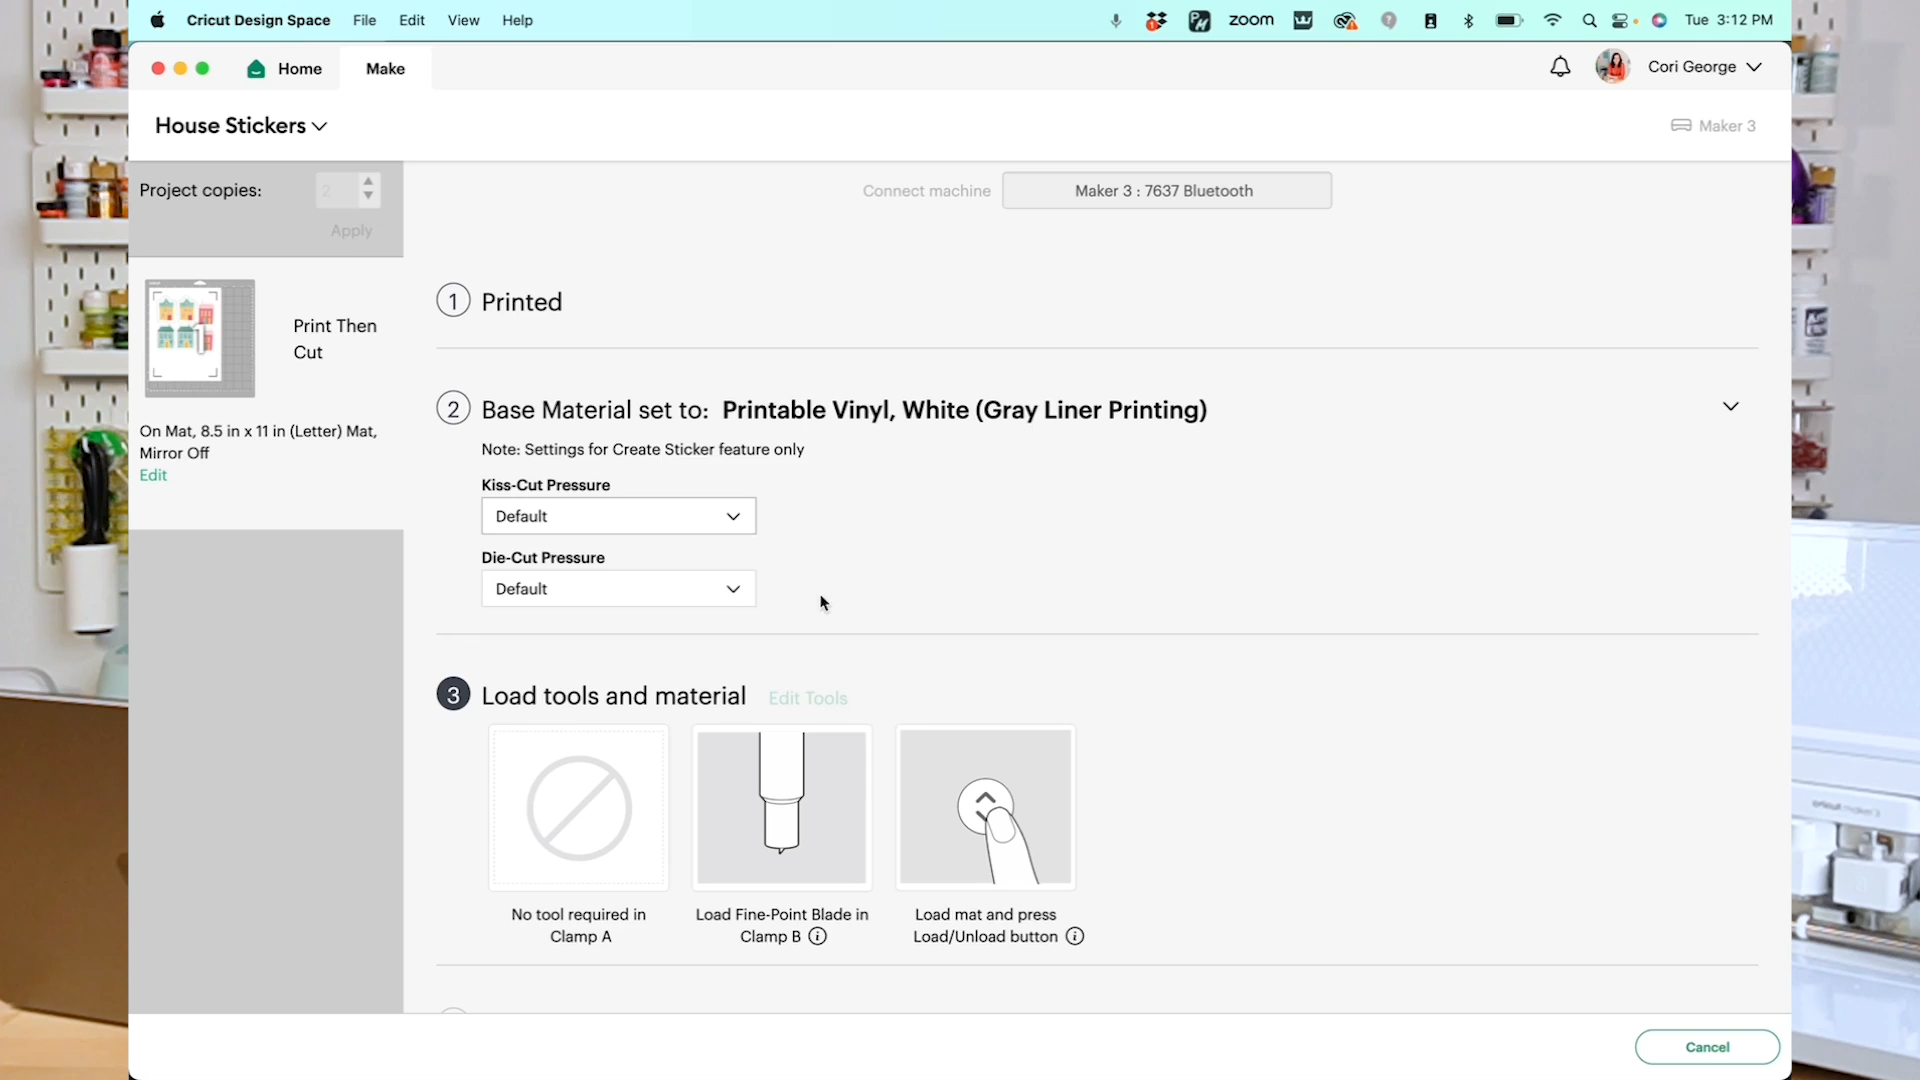 Cricut Design Space File Edit View Help zoom Tue 3:12 PM
Home Make Cori George
House Stickers Maker 3
Project copies: 2
Apply
Connect machine Maker 3 : 7637 Bluetooth
Print Then
Cut
On Mat, 8.5 in x 11 in (Letter) Mat,
Mirror Off
Edit
1 Printed
2 Base Material set to: Printable Vinyl, White (Gray Liner Printing)
Note: Settings for Create Sticker feature only
Kiss-Cut Pressure
Default
Die-Cut Pressure
Default
3 Load tools and material Edit Tools
No tool required in
Clamp A
Load Fine-Point Blade in
Clamp B
Load mat and press
Load/Unload button
Cancel